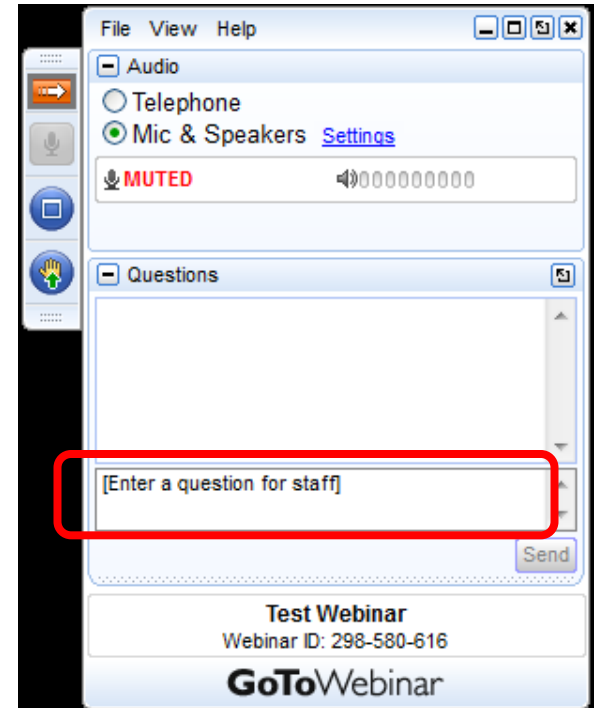 File View Help
Audio
Telephone
Mic & Speakers Settings
MUTED 000000000
Questions
[Enter a question for staff]
Send
Test Webinar
Webinar ID: 298-580-616
GoToWebinar